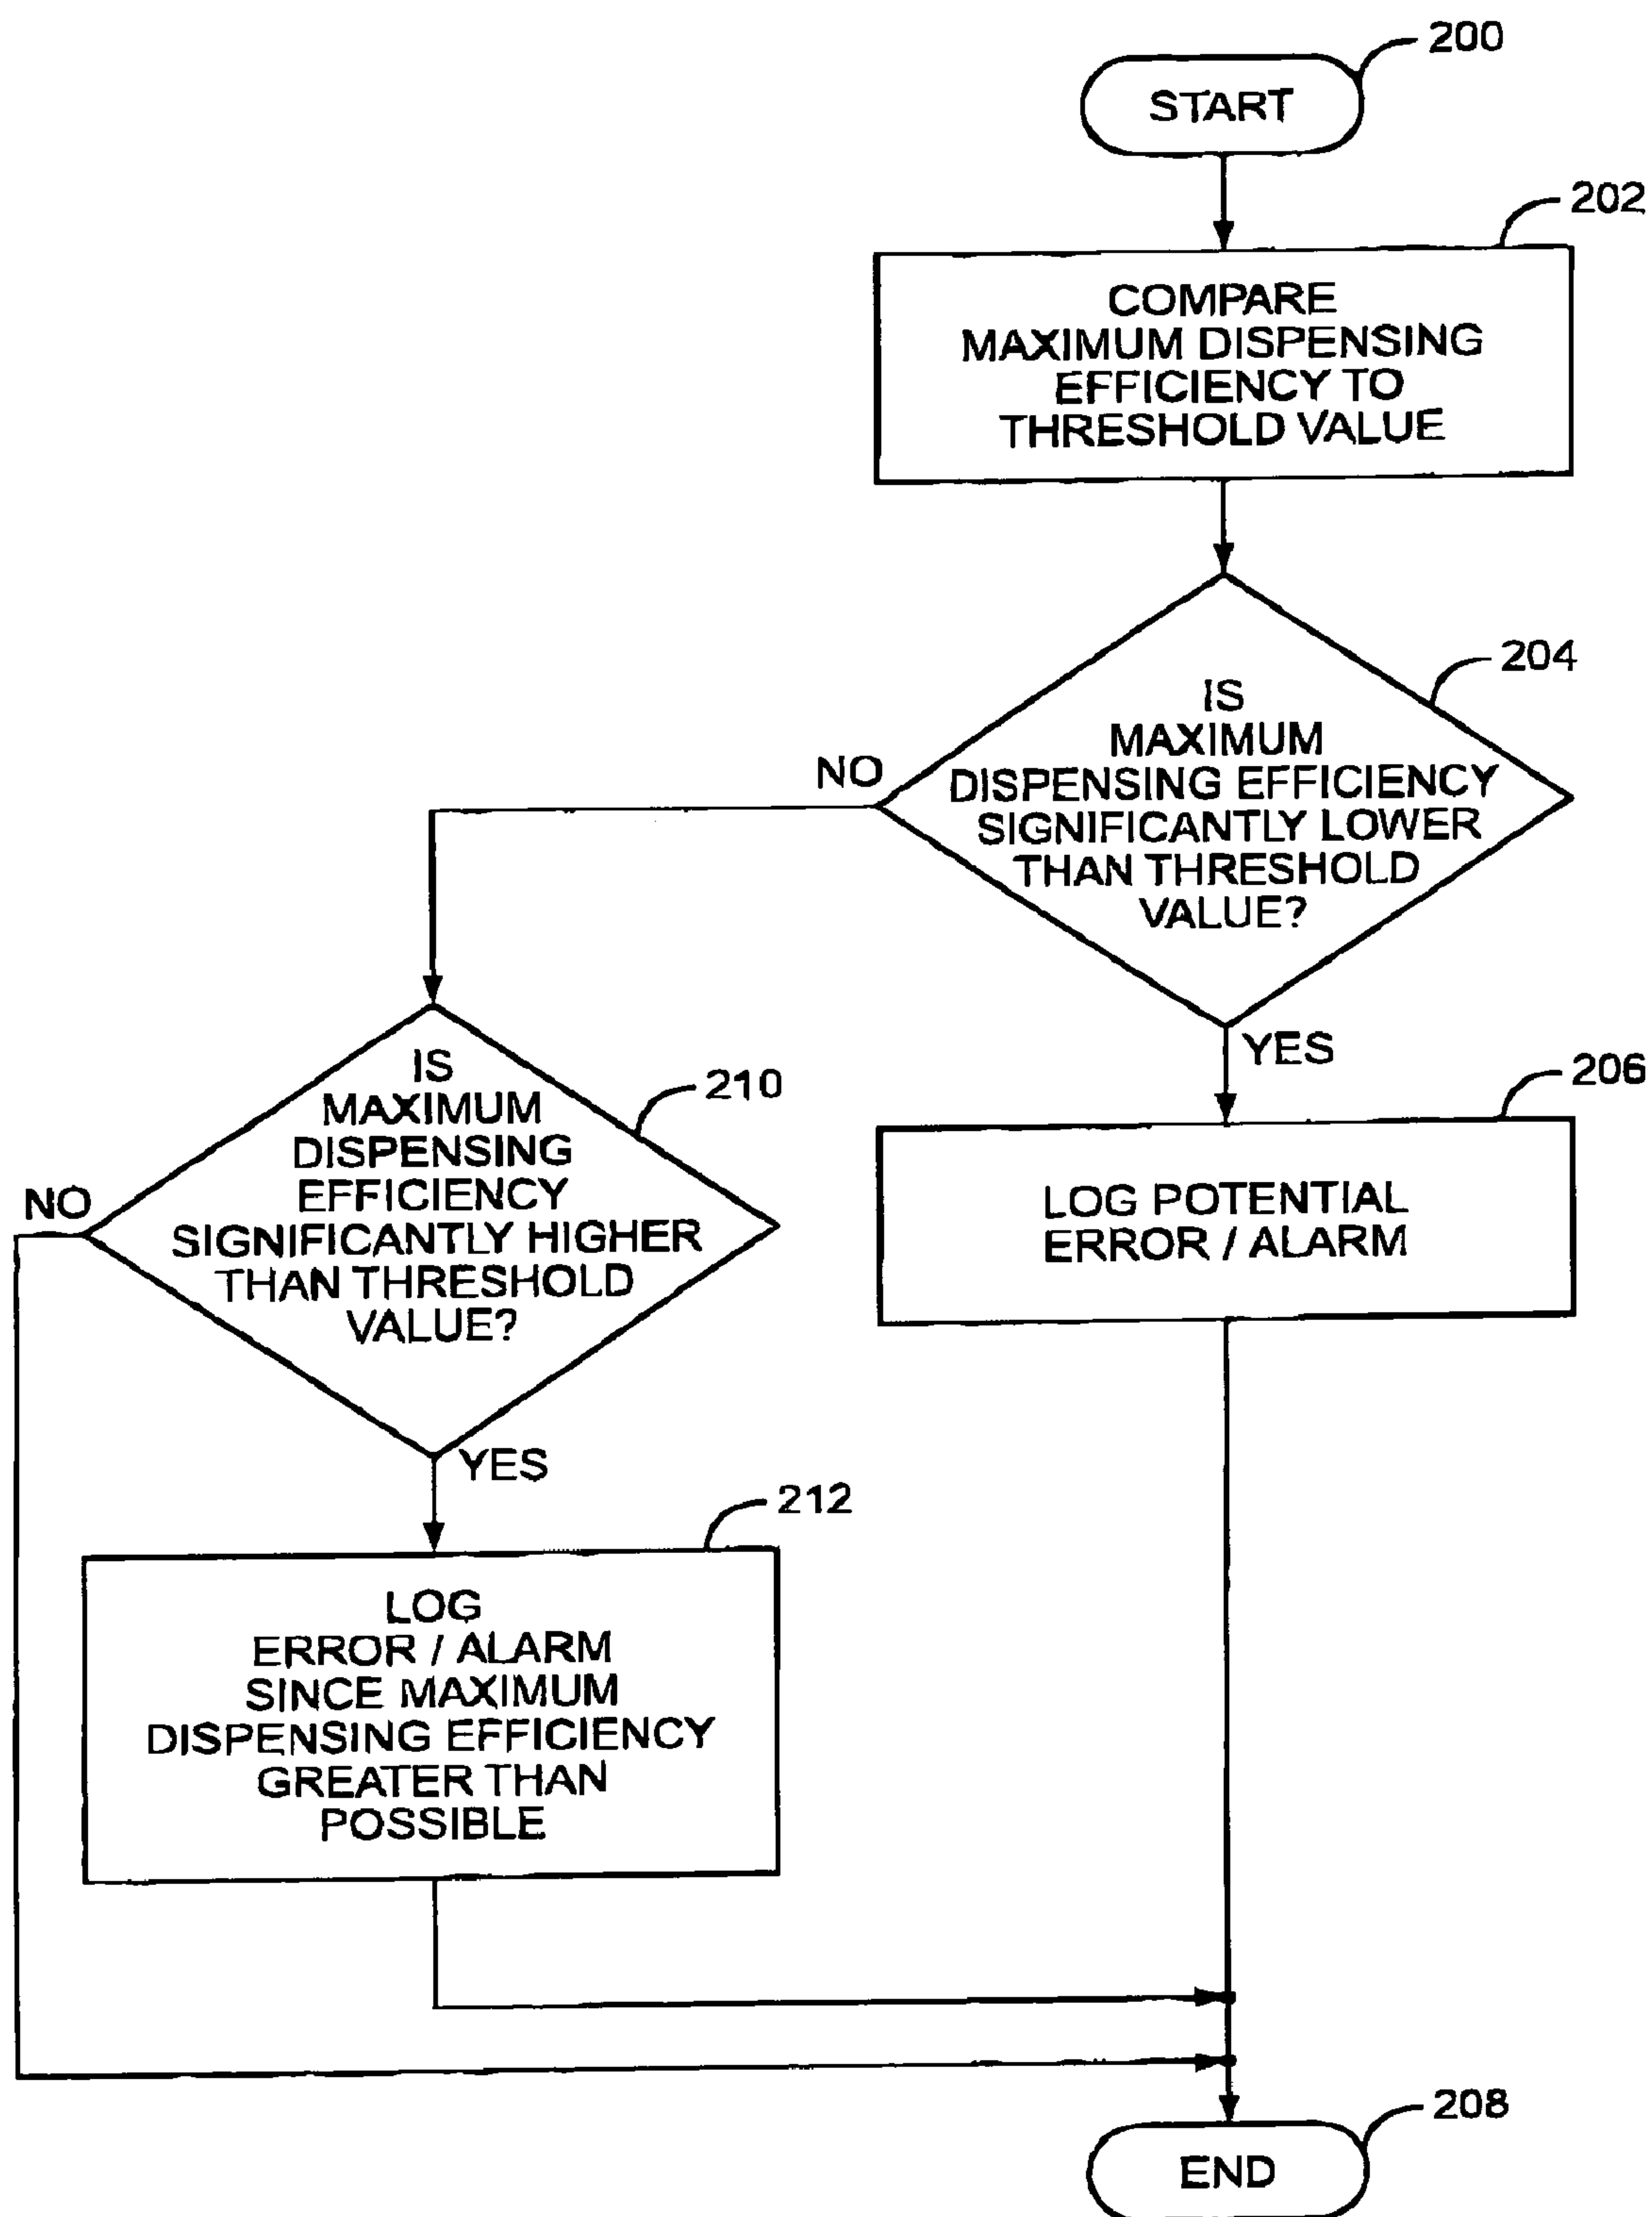 200
START
202
COMPARE
MAXIMUM DISPENSING
EFFICIENCY TO
THRESHOLD VALUE
204
IS
MAXIMUM
DISPENSING EFFICIENCY
SIGNIFICANTLY LOWER
THAN THRESHOLD
VALUE?
NO
YES
206
LOG POTENTIAL
ERROR / ALARM
210
IS
MAXIMUM
DISPENSING
EFFICIENCY
SIGNIFICANTLY HIGHER
THAN THRESHOLD
VALUE?
NO
YES
212
LOG
ERROR / ALARM
SINCE MAXIMUM
DISPENSING EFFICIENCY
GREATER THAN
POSSIBLE
208
END